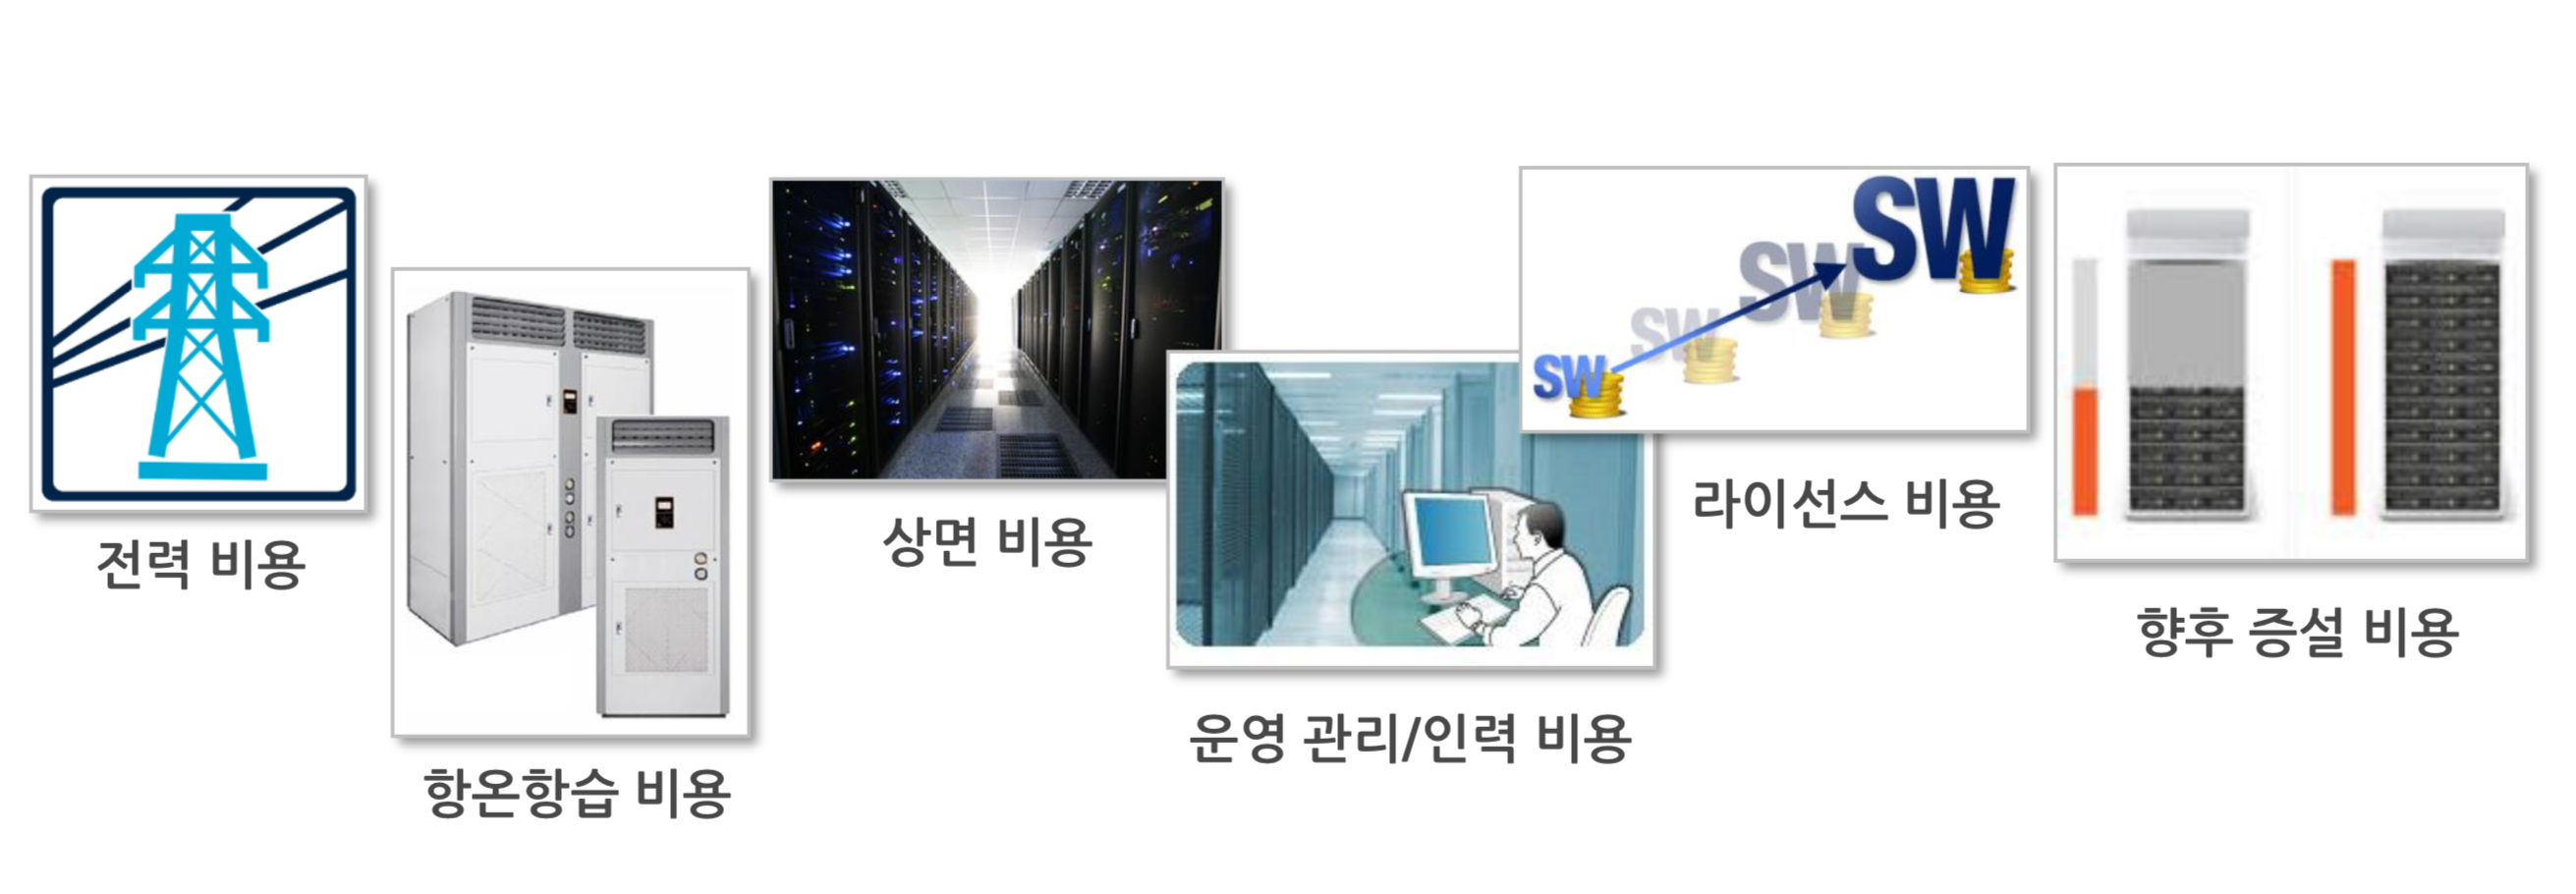 전력 비용
항온항습 비용
상면 비용
운영 관리/인력 비용
SW
SW
SW
SW
라이선스 비용
향후 증설 비용